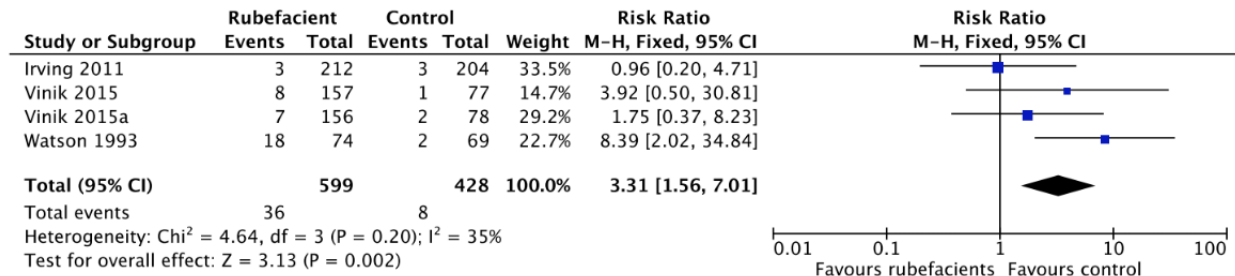 Rubefacient Control Risk Ratio Risk Ratio
Study or Subgroup Events Total Events Total Weight M-H, Fixed, 95% CI M-H, Fixed, 95% CI
Irving 2011 3 212 3 204 33.5% 0.96 [0.20, 4.71]
Vinik 2015 8 157 1 77 14.7% 3.92 [0.50, 30.81]
Vinik 2015a 7 156 2 78 29.2% 1.75 [0.37, 8.23]
Watson 1993 18 74 2 69 22.7% 8.39 [2.02, 34.84]
Total (95% CI) 599 428 100.0% 3.31 [1.56, 7.01]
Total events 36 8
Heterogeneity: Chi² = 4.64, df = 3 (P = 0.20); I² = 35%
Test for overall effect: Z = 3.13 (P = 0.002)
0.01 0.1 1 10 100
Favours rubefacients Favours control